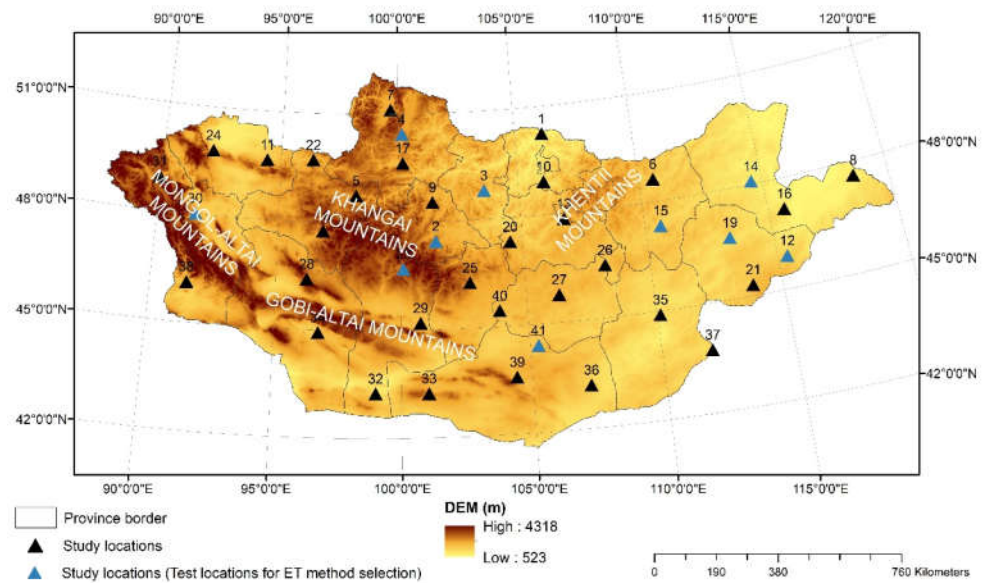 90°0'0"E 95°0'0"E 100°0'0"E 105°0'0"E 110°0'0"E 115°0'0"E 120°0'0"E
51°0'0"N
48°0'0"N
45°0'0"N
42°0'0"N
48°0'0"N
45°0'0"N
42°0'0"N
7
4
1
24
11
22
17
31
5
9
3
10
6
14
8
16
30
2
20
15
19
12
26
21
38
28
25
27
29
40
35
41
37
32
33
39
36
MONGOL-ALTAI
MOUNTAINS
KHANGAI
MOUNTAINS
KHENTII
MOUNTAINS
GOBI-ALTAI MOUNTAINS
90°0'0"E 95°0'0"E 100°0'0"E 105°0'0"E 110°0'0"E 115°0'0"E
Province border
Study locations
Study locations (Test locations for ET method selection)
DEM (m)
High : 4318
Low : 523
0 190 380 760 Kilometers